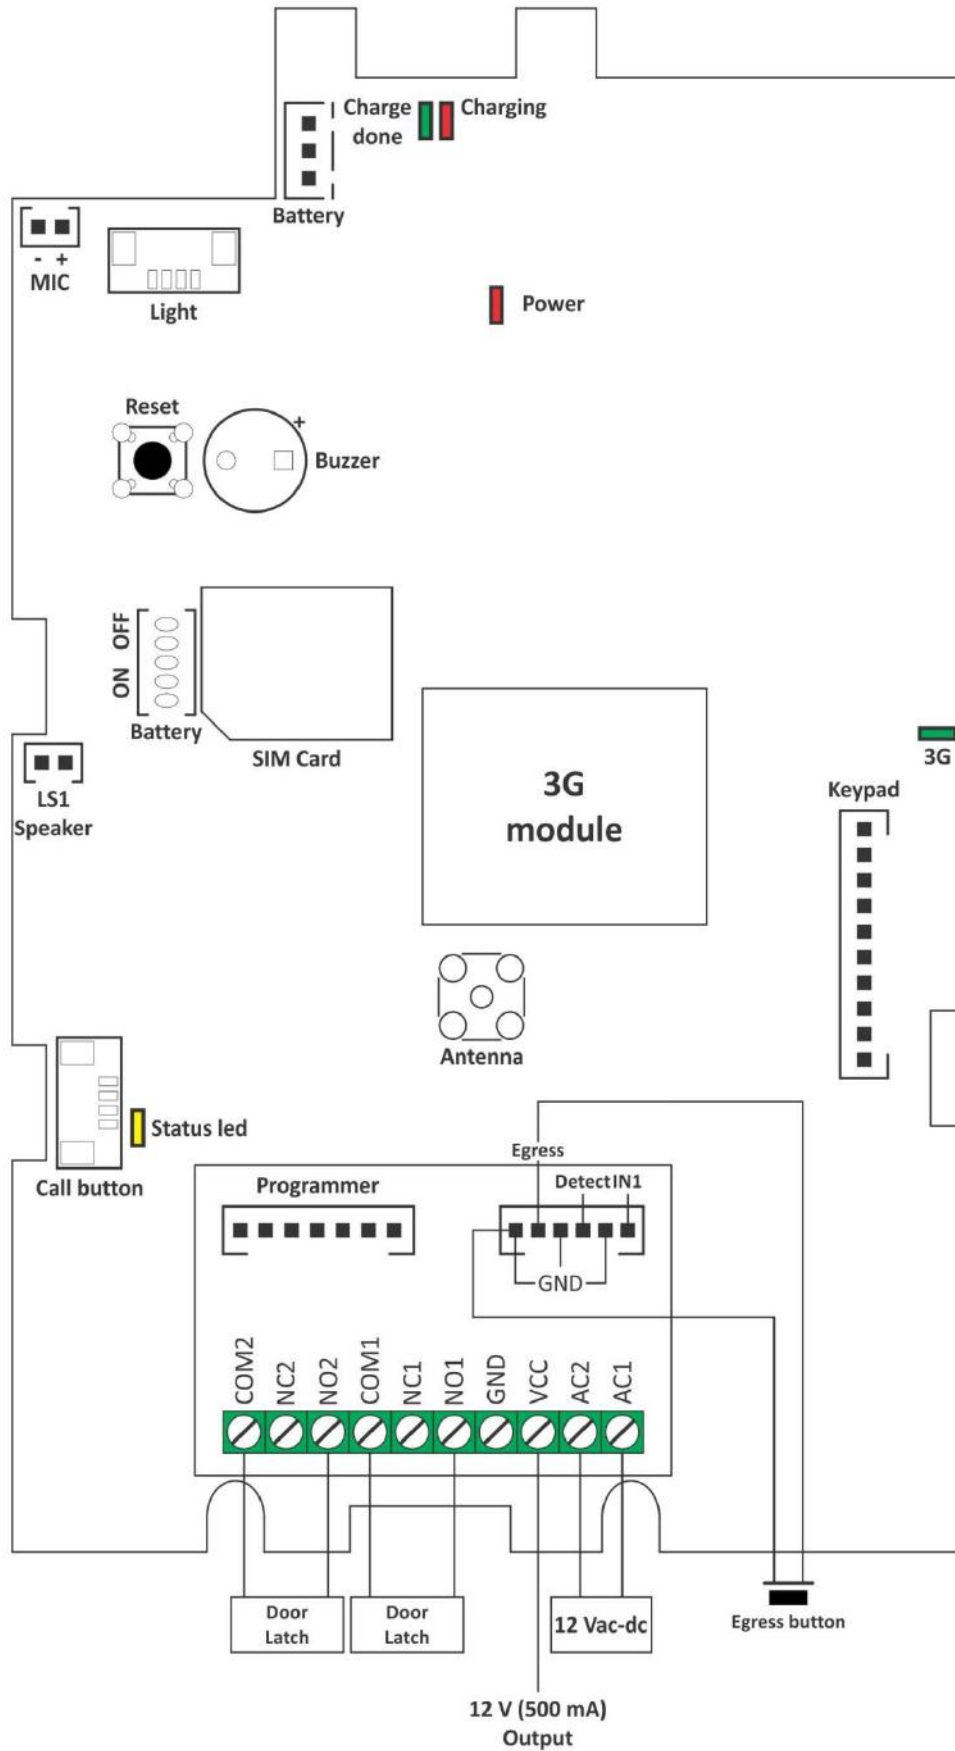 Charge
done
Charging
Battery
- +
MIC
Light
Power
Reset
+
Buzzer
ON OFF
Battery
SIM Card
3G
module
3G
Keypad
LS1
Speaker
Antenna
Status led
Call button
Egress
Programmer
Detect IN1
GND
COM2
NC2
NO2
COM1
NC1
NO1
GND
VCC
AC2
AC1
Door
Latch
Door
Latch
12 Vac-dc
Egress button
12 V (500 mA)
Output